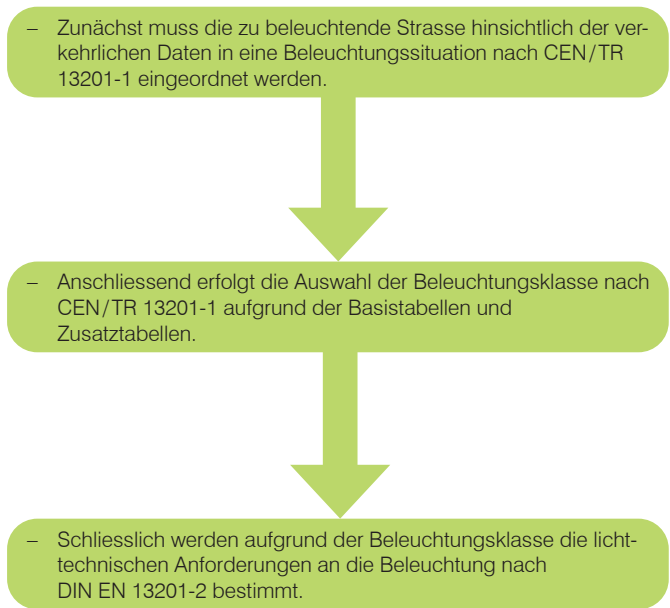 – Zunächst muss die zu beleuchtende Strasse hinsichtlich der ver-
kehrlichen Daten in eine Beleuchtungssituation nach CEN/TR
13201-1 eingeordnet werden.
– Anschliessend erfolgt die Auswahl der Beleuchtungsklasse nach
CEN/TR 13201-1 aufgrund der Basistabellen und
Zusatztabellen.
– Schliesslich werden aufgrund der Beleuchtungsklasse die licht-
technischen Anforderungen an die Beleuchtung nach
DIN EN 13201-2 bestimmt.